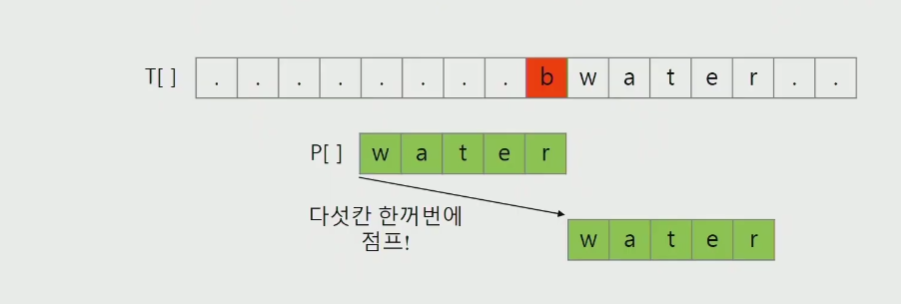 T[ ] . . . . . . . . b w a t e r . .
P[ ] w a t e r
다섯칸 한꺼번에
점프!
w a t e r